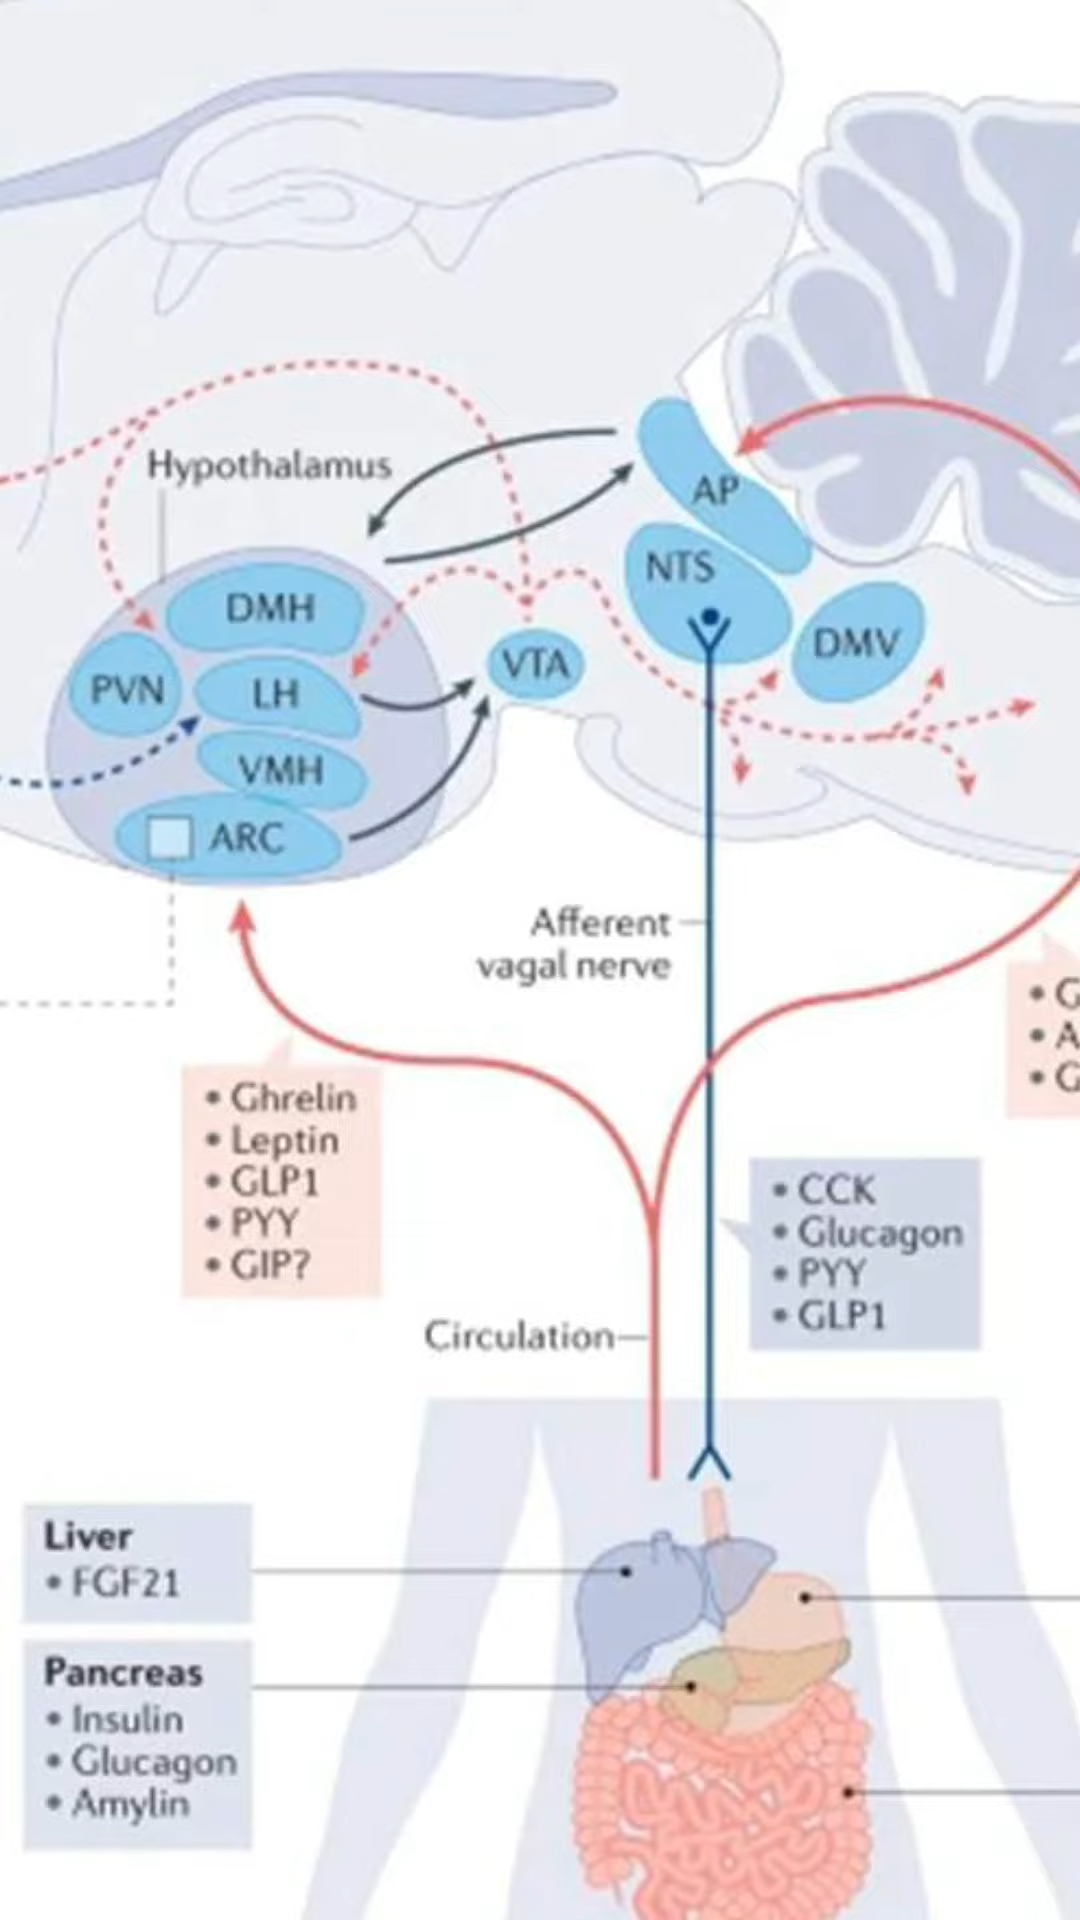 Hypothalamus
AP
NTS
DMH
DMV
VTA
PVN
LH
VMH
ARC
Afferent
vagal nerve
• G
• A
• G
• Ghrelin
• Leptin
• GLP1
• PYY
• GIP?
• CCK
• Glucagon
• PYY
• GLP1
Circulation
Liver
• FGF21
Pancreas
• Insulin
• Glucagon
• Amylin